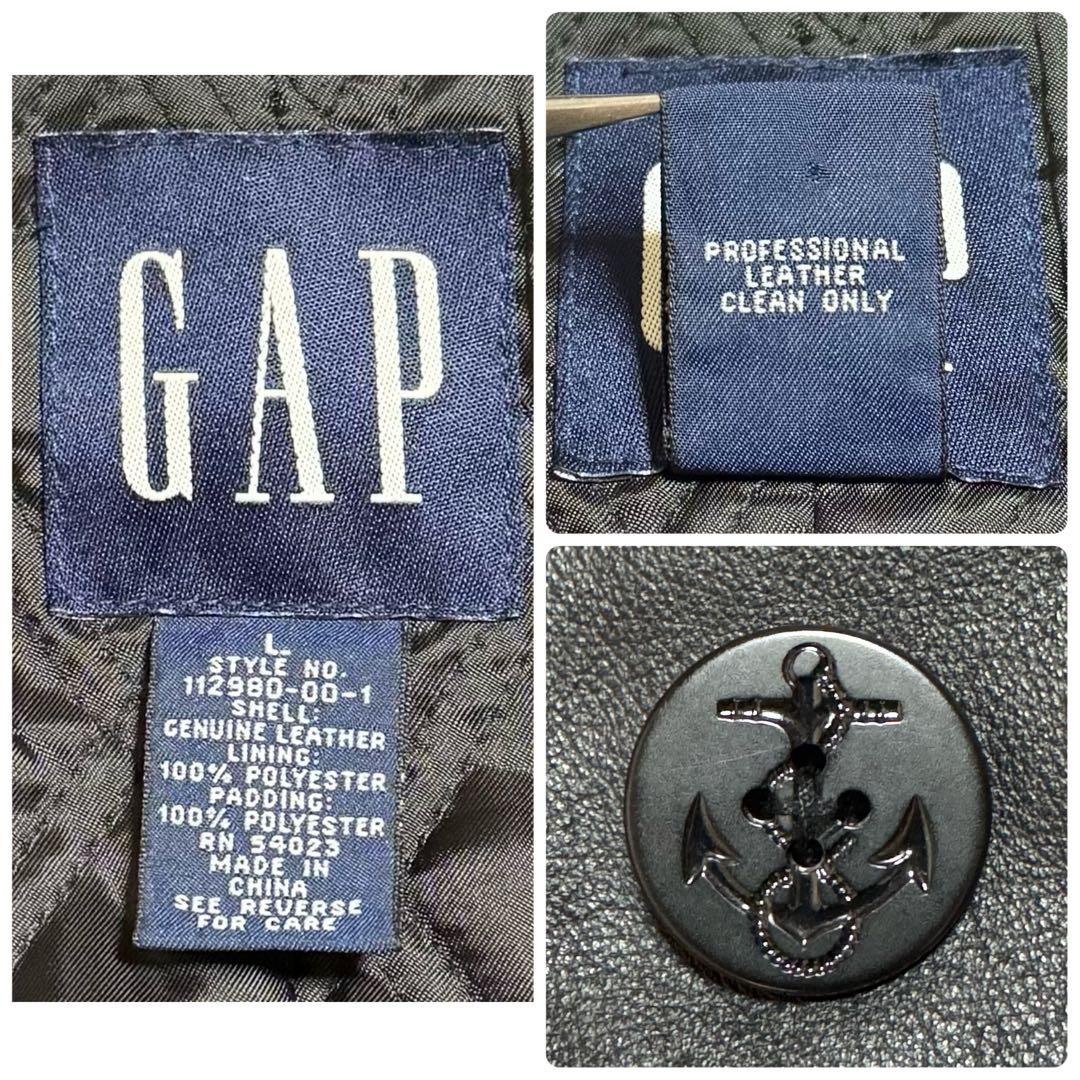 GAP
L
STYLE NO.
112980-00-1
SHELL:
GENUINE LEATHER
LINING:
100% POLYESTER
PADDING:
100% POLYESTER
RN 54023
MADE IN
CHINA
SEE REVERSE
FOR CARE
PROFESSIONAL
LEATHER
CLEAN ONLY